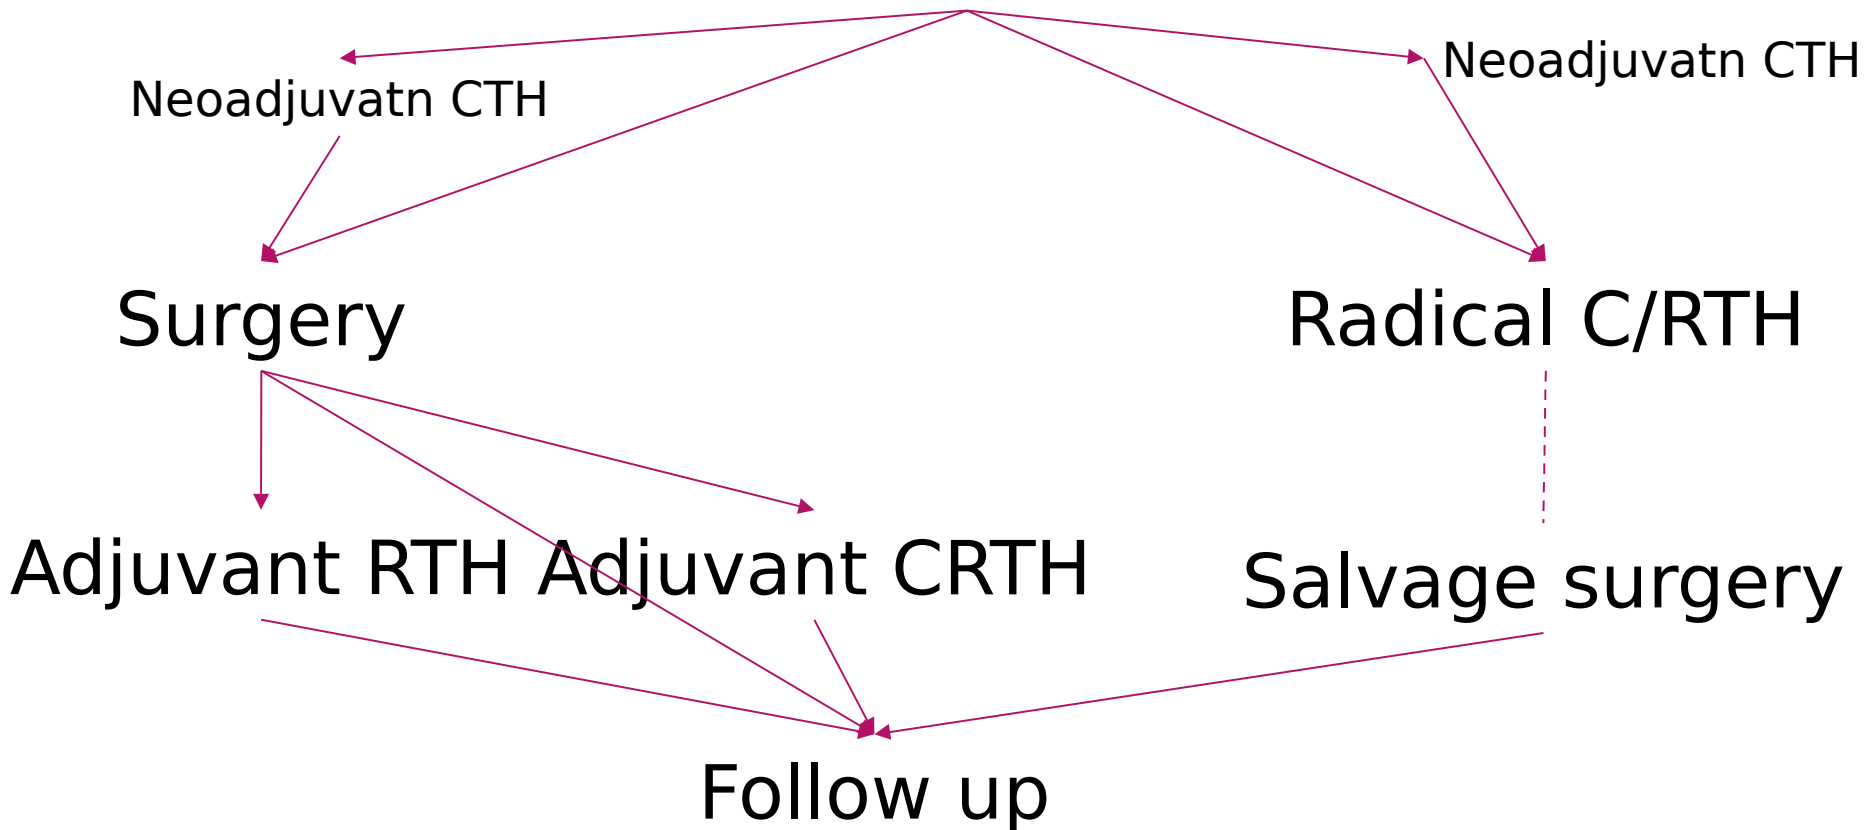 Neoadjuvatn CTH
Neoadjuvatn CTH
Surgery
Radical C/RTH
Adjuvant RTH
Adjuvant CRTH
Salvage surgery
Follow up